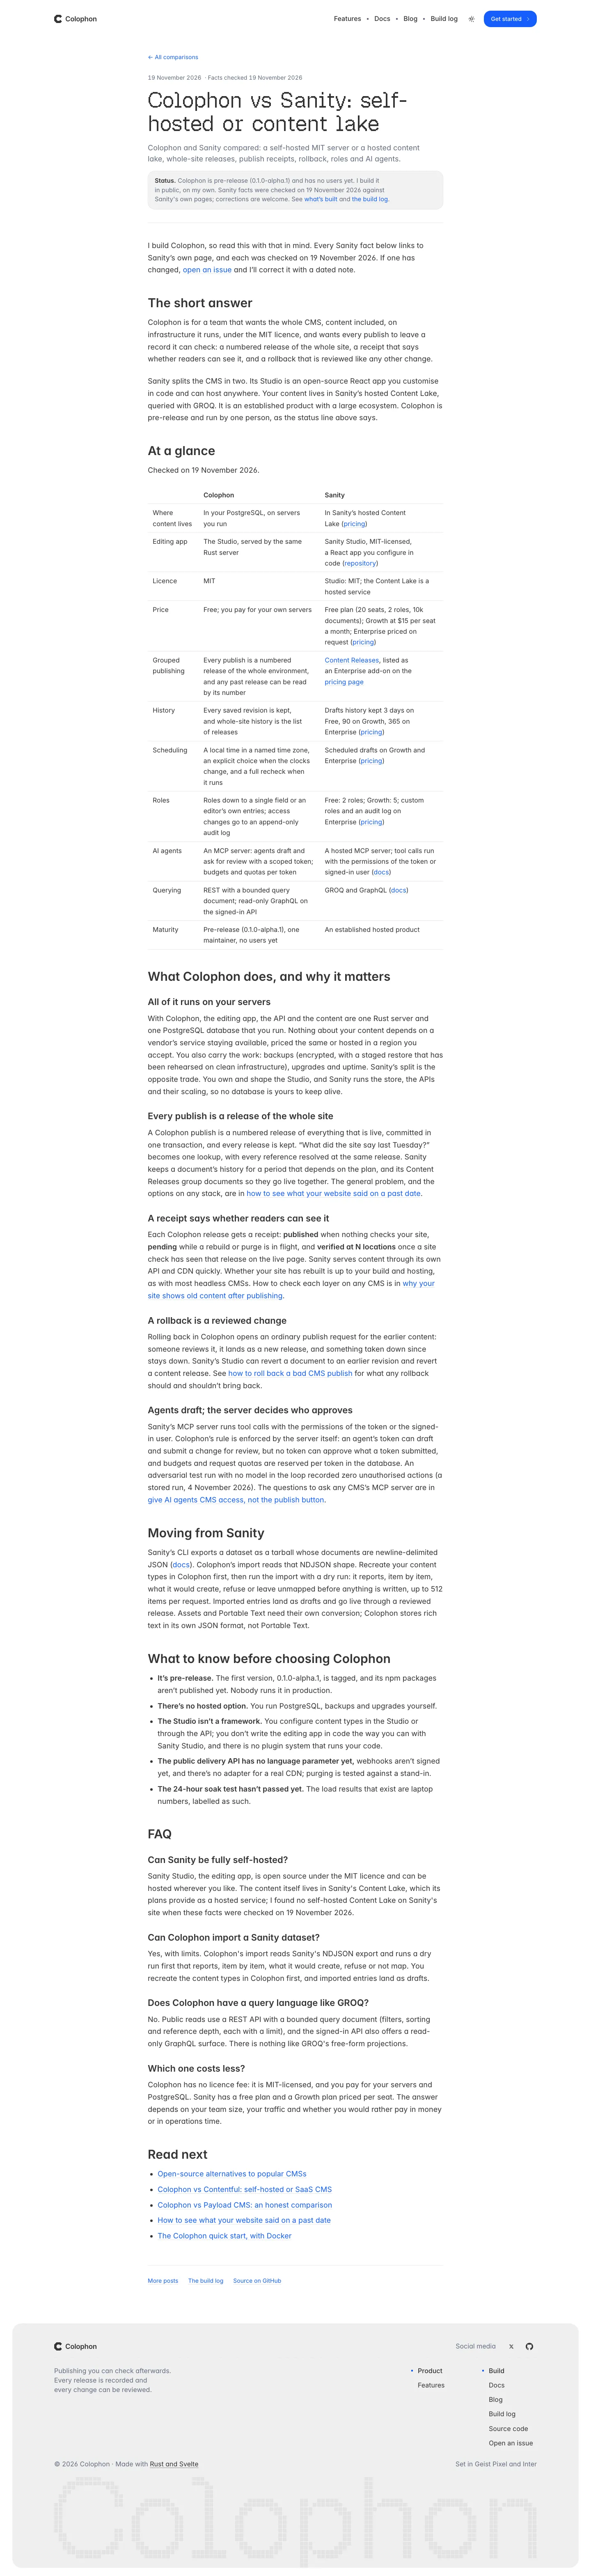 Colophon
Features • Docs • Blog • Build log
Get started
← All comparisons
19 November 2026 · Facts checked 19 November 2026
Colophon vs Sanity: self-
hosted or content lake
Colophon and Sanity compared: a self-hosted MIT server or a hosted content
lake, whole-site releases, publish receipts, rollback, roles and AI agents.
Status. Colophon is pre-release (0.1.0-alpha.1) and has no users yet. I build it
in public, on my own. Sanity facts were checked on 19 November 2026 against
Sanity's own pages; corrections are welcome. See what's built and the build log.
I build Colophon, so read this with that in mind. Every Sanity fact below links to
Sanity's own page, and each was checked on 19 November 2026. If one has
changed, open an issue and I'll correct it with a dated note.
The short answer
Colophon is for a team that wants the whole CMS, content included, on
infrastructure it runs, under the MIT licence, and wants every publish to leave a
record it can check: a numbered release of the whole site, a receipt that says
whether readers can see it, and a rollback that is reviewed like any other change.
Sanity splits the CMS in two. Its Studio is an open-source React app you customise
in code and can host anywhere. Your content lives in Sanity's hosted Content Lake,
queried with GROQ. It is an established product with a large ecosystem. Colophon is
pre-release and run by one person, as the status line above says.
At a glance
Checked on 19 November 2026.
Colophon
Sanity
Where
content lives
In your PostgreSQL, on servers
you run
In Sanity's hosted Content
Lake (pricing)
Editing app
The Studio, served by the same
Rust server
Sanity Studio, MIT-licensed,
a React app you configure in
code (repository)
Licence
MIT
Studio: MIT; the Content Lake is a
hosted service
Price
Free; you pay for your own servers
Free plan (20 seats, 2 roles, 10k
documents); Growth at $15 per seat
a month; Enterprise priced on
request (pricing)
Grouped
publishing
Every publish is a numbered
release of the whole environment,
and any past release can be read
by its number
Content Releases, listed as
an Enterprise add-on on the
pricing page
History
Every saved revision is kept,
and whole-site history is the list
of releases
Drafts history kept 3 days on
Free, 90 on Growth, 365 on
Enterprise (pricing)
Scheduling
A local time in a named time zone,
an explicit choice when the clocks
change, and a full recheck when
it runs
Scheduled drafts on Growth and
Enterprise (pricing)
Roles
Roles down to a single field or an
editor's own entries; access
changes go to an append-only
audit log
Free: 2 roles; Growth: 5; custom
roles and an audit log on
Enterprise (pricing)
AI agents
An MCP server: agents draft and
ask for review with a scoped token;
budgets and quotas per token
A hosted MCP server; tool calls run
with the permissions of the token or
signed-in user (docs)
Querying
REST with a bounded query
document; read-only GraphQL on
the signed-in API
GROQ and GraphQL (docs)
Maturity
Pre-release (0.1.0-alpha.1), one
maintainer, no users yet
An established hosted product
What Colophon does, and why it matters
All of it runs on your servers
With Colophon, the editing app, the API and the content are one Rust server and
one PostgreSQL database that you run. Nothing about your content depends on a
vendor's service staying available, priced the same or hosted in a region you
accept. You also carry the work: backups (encrypted, with a staged restore that has
been rehearsed on clean infrastructure), upgrades and uptime. Sanity's split is the
opposite trade. You own and shape the Studio, and Sanity runs the store, the APIs
and their scaling, so no database is yours to keep alive.
Every publish is a release of the whole site
A Colophon publish is a numbered release of everything that is live, committed in
one transaction, and every release is kept. "What did the site say last Tuesday?"
becomes one lookup, with every reference resolved at the same release. Sanity
keeps a document's history for a period that depends on the plan, and its Content
Releases group documents so they go live together. The general problem, and the
options on any stack, are in how to see what your website said on a past date.
A receipt says whether readers can see it
Each Colophon release gets a receipt: published when nothing checks your site,
pending while a rebuild or purge is in flight, and verified at N locations once a site
check has seen that release on the live page. Sanity serves content through its own
API and CDN quickly. Whether your site has rebuilt is up to your build and hosting,
as with most headless CMSs. How to check each layer on any CMS is in why your
site shows old content after publishing.
A rollback is a reviewed change
Rolling back in Colophon opens an ordinary publish request for the earlier content:
someone reviews it, it lands as a new release, and something taken down since
stays down. Sanity's Studio can revert a document to an earlier revision and revert
a content release. See how to roll back a bad CMS publish for what any rollback
should and shouldn't bring back.
Agents draft; the server decides who approves
Sanity's MCP server runs tool calls with the permissions of the token or the signed-
in user. Colophon's rule is enforced by the server itself: an agent's token can draft
and submit a change for review, but no token can approve what a token submitted,
and budgets and request quotas are reserved per token in the database. An
adversarial test run with no model in the loop recorded zero unauthorised actions (a
stored run, 4 November 2026). The questions to ask any CMS's MCP server are in
give AI agents CMS access, not the publish button.
Moving from Sanity
Sanity's CLI exports a dataset as a tarball whose documents are newline-delimited
JSON (docs). Colophon's import reads that NDJSON shape. Recreate your content
types in Colophon first, then run the import with a dry run: it reports, item by item,
what it would create, refuse or leave unmapped before anything is written, up to 512
items per request. Imported entries land as drafts and go live through a reviewed
release. Assets and Portable Text need their own conversion; Colophon stores rich
text in its own JSON format, not Portable Text.
What to know before choosing Colophon
• It's pre-release. The first version, 0.1.0-alpha.1, is tagged, and its npm packages
aren't published yet. Nobody runs it in production.
• There's no hosted option. You run PostgreSQL, backups and upgrades yourself.
• The Studio isn't a framework. You configure content types in the Studio or
through the API; you don't write the editing app in code the way you can with
Sanity Studio, and there is no plugin system that runs your code.
• The public delivery API has no language parameter yet, webhooks aren't signed
yet, and there's no adapter for a real CDN; purging is tested against a stand-in.
• The 24-hour soak test hasn't passed yet. The load results that exist are laptop
numbers, labelled as such.
FAQ
Can Sanity be fully self-hosted?
Sanity Studio, the editing app, is open source under the MIT licence and can be
hosted wherever you like. The content itself lives in Sanity's Content Lake, which its
plans provide as a hosted service; I found no self-hosted Content Lake on Sanity's
site when these facts were checked on 19 November 2026.
Can Colophon import a Sanity dataset?
Yes, with limits. Colophon's import reads Sanity's NDJSON export and runs a dry
run first that reports, item by item, what it would create, refuse or not map. You
recreate the content types in Colophon first, and imported entries land as drafts.
Does Colophon have a query language like GROQ?
No. Public reads use a REST API with a bounded query document (filters, sorting
and reference depth, each with a limit), and the signed-in API also offers a read-
only GraphQL surface. There is nothing like GROQ's free-form projections.
Which one costs less?
Colophon has no licence fee: it is MIT-licensed, and you pay for your servers and
PostgreSQL. Sanity has a free plan and a Growth plan priced per seat. The answer
depends on your team size, your traffic and whether you would rather pay in money
or in operations time.
Read next
• Open-source alternatives to popular CMSs
• Colophon vs Contentful: self-hosted or SaaS CMS
• Colophon vs Payload CMS: an honest comparison
• How to see what your website said on a past date
• The Colophon quick start, with Docker
More posts
The build log
Source on GitHub
Colophon
Social media
Publishing you can check afterwards.
Every release is recorded and
every change can be reviewed.
• Product
Features
• Build
Docs
Blog
Build log
Source code
Open an issue
© 2026 Colophon · Made with Rust and Svelte
Set in Geist Pixel and Inter
Colophon